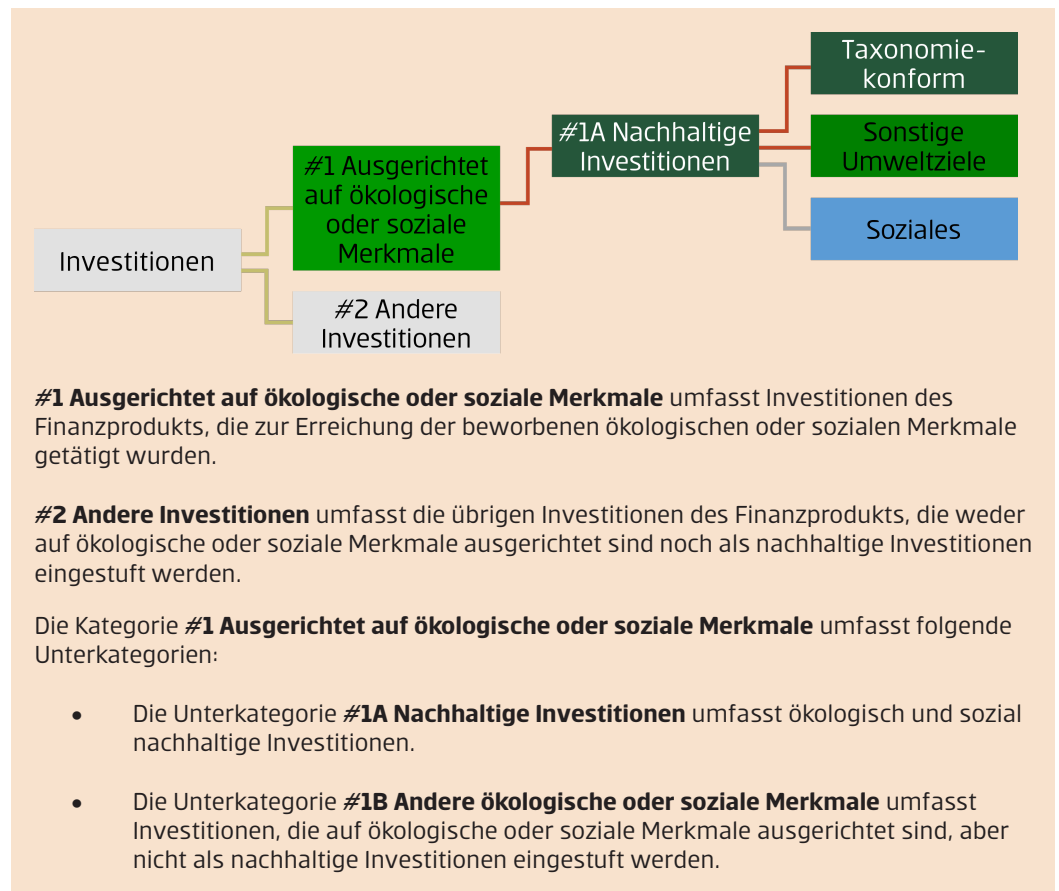 Taxonomie-
konform
#1A Nachhaltige
Investitionen
Sonstige
Umweltziele
#1 Ausgerichtet
auf ökologische
oder soziale
Merkmale
Soziales
Investitionen
#2 Andere
Investitionen
#1 Ausgerichtet auf ökologische oder soziale Merkmale umfasst Investitionen des
Finanzprodukts, die zur Erreichung der beworbenen ökologischen oder sozialen Merkmale
getätigt wurden.
#2 Andere Investitionen umfasst die übrigen Investitionen des Finanzprodukts, die weder
auf ökologische oder soziale Merkmale ausgerichtet sind noch als nachhaltige Investitionen
eingestuft werden.
Die Kategorie #1 Ausgerichtet auf ökologische oder soziale Merkmale umfasst folgende
Unterkategorien:
• Die Unterkategorie #1A Nachhaltige Investitionen umfasst ökologisch und sozial
nachhaltige Investitionen.
• Die Unterkategorie #1B Andere ökologische oder soziale Merkmale umfasst
Investitionen, die auf ökologische oder soziale Merkmale ausgerichtet sind, aber
nicht als nachhaltige Investitionen eingestuft werden.